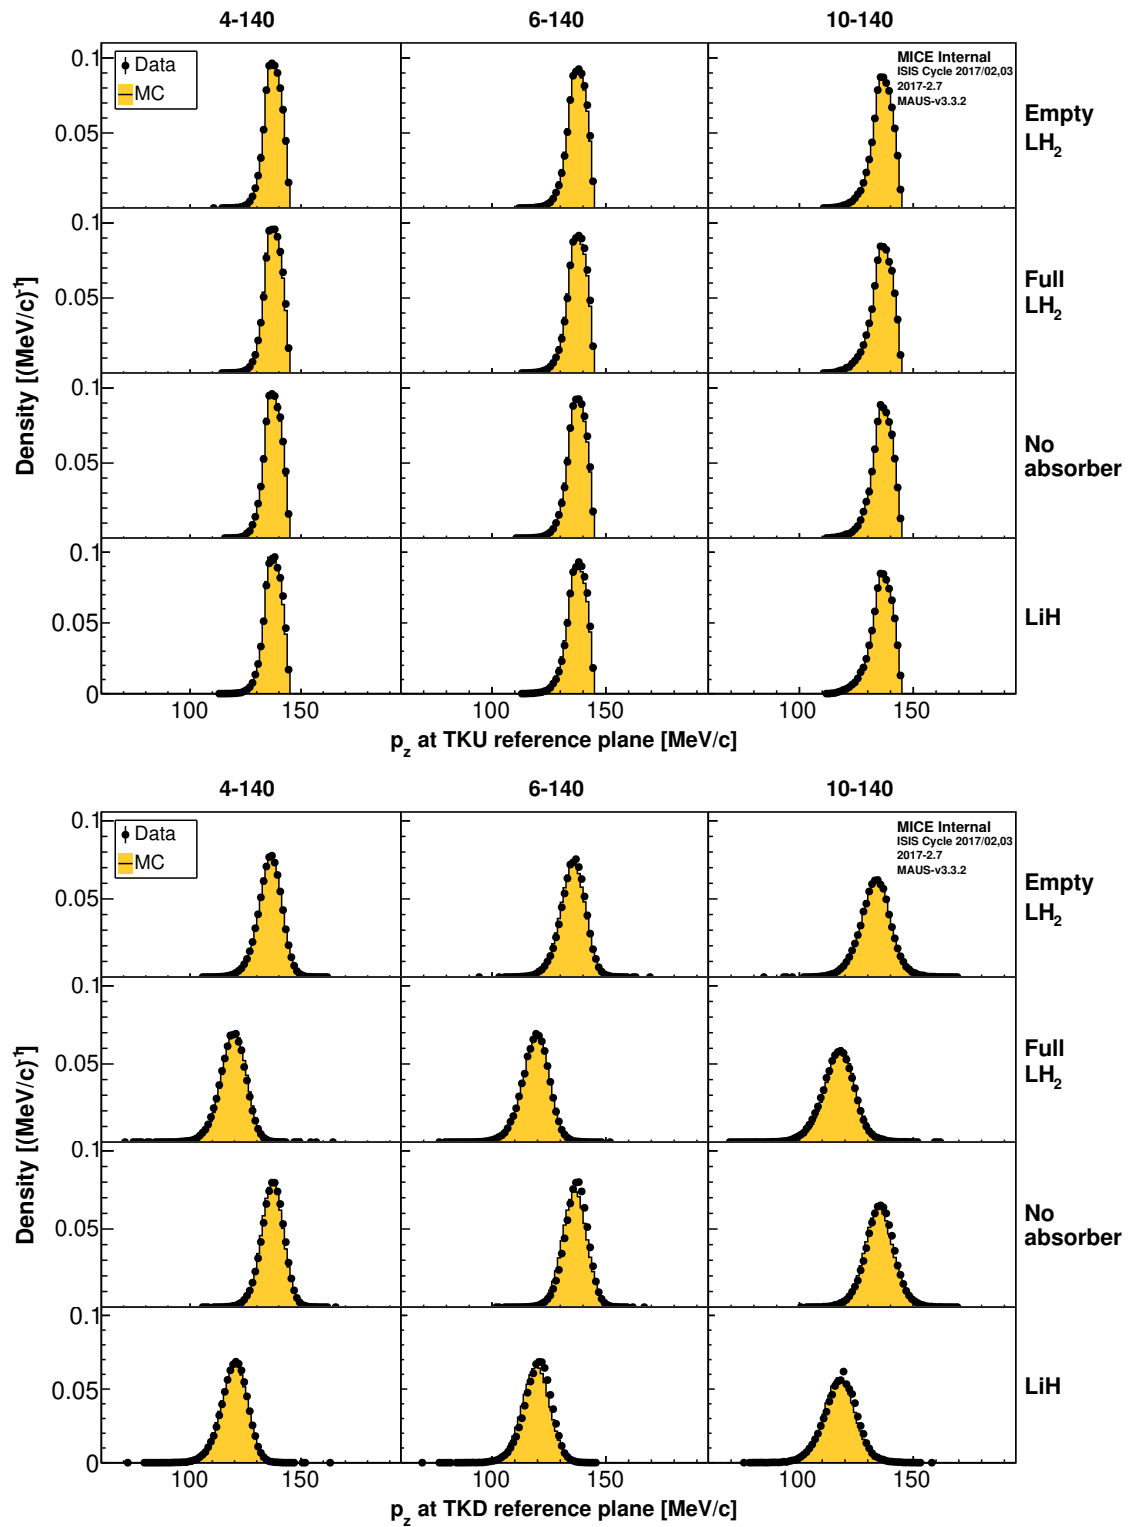 4-140 6-140 10-140
Data
MC
MICE Internal
ISIS Cycle 2017/02,03
2017-2.7
MAUS-v3.3.2
0.1
0.05
Empty
LH2
0.1
0.05
Full
LH2
0.1
0.05
No
absorber
0.1
0.05
0
LiH
Density [(MeV/c)-1]
100 150 100 150 100 150
pz at TKU reference plane [MeV/c]
4-140 6-140 10-140
Data
MC
MICE Internal
ISIS Cycle 2017/02,03
2017-2.7
MAUS-v3.3.2
0.1
0.05
Empty
LH2
0.1
0.05
Full
LH2
0.1
0.05
No
absorber
0.1
0.05
0
LiH
Density [(MeV/c)-1]
100 150 100 150 100 150
pz at TKD reference plane [MeV/c]